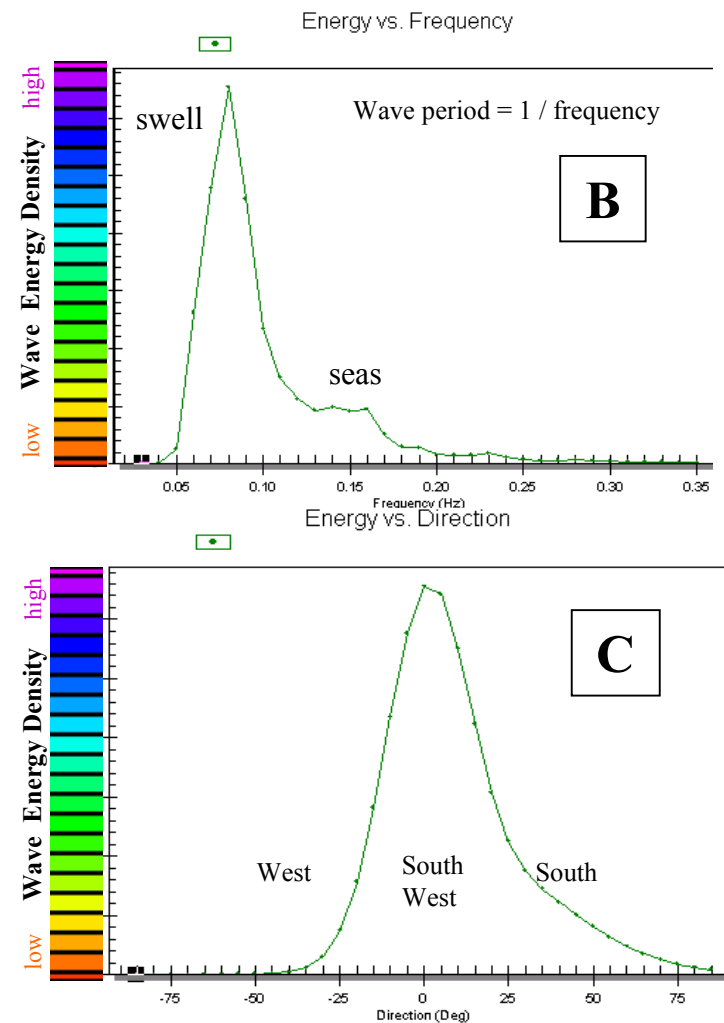 Energy vs. Frequency
high
Wave Energy Density
low
swell
Wave period = 1 / frequency
B
seas
0.05 0.10 0.15 0.20 0.25 0.30 0.35
Frequency (Hz)
Energy vs. Direction
high
Wave Energy Density
low
C
West
South
West
South
-75 -50 -25 0 25 50 75
Direction (Deg)